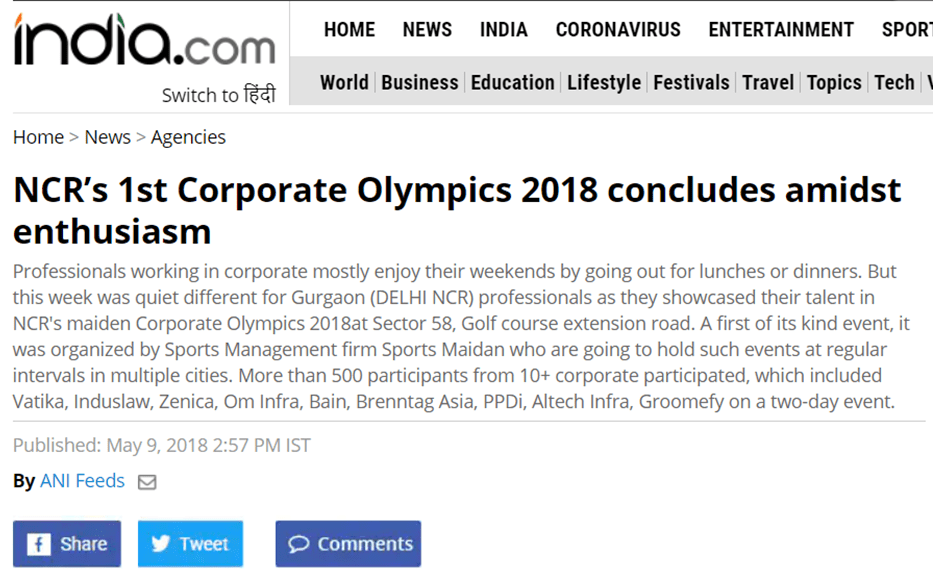 india.com
Switch to हिंदी
HOME NEWS INDIA CORONAVIRUS ENTERTAINMENT SPORT
World Business Education Lifestyle Festivals Travel Topics Tech V
Home > News > Agencies
NCR’s 1st Corporate Olympics 2018 concludes amidst
enthusiasm
Professionals working in corporate mostly enjoy their weekends by going out for lunches or dinners. But
this week was quiet different for Gurgaon (DELHI NCR) professionals as they showcased their talent in
NCR's maiden Corporate Olympics 2018at Sector 58, Golf course extension road. A first of its kind event, it
was organized by Sports Management firm Sports Maidan who are going to hold such events at regular
intervals in multiple cities. More than 500 participants from 10+ corporate participated, which included
Vatika, Induslaw, Zenica, Om Infra, Bain, Brenntag Asia, PPDi, Altech Infra, Groomefy on a two-day event.
Published: May 9, 2018 2:57 PM IST
By ANI Feeds
Share Tweet Comments